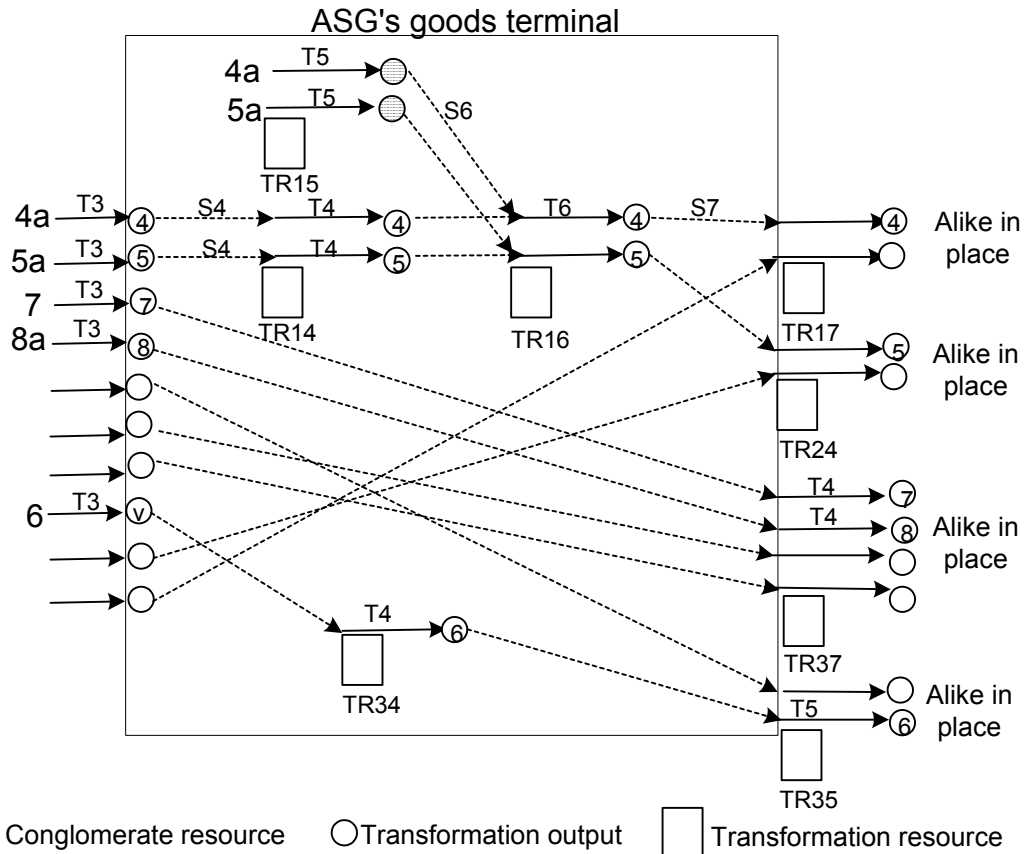 ASG's goods terminal
4a T5
5a T5 S6
TR15
4a T3 4 S4 T4 4 T6 4 S7 4 Alike in
place
5a T3 5 S4 T4 5 5
TR14 TR16 TR17
7 T3 7
8a T3 8
5 Alike in
place
TR24
T4 7
6 T3 v T4 8 Alike in
place
T4 6
TR34 TR37
Alike in
place
T5 6
TR35
Conglomerate resource Transformation output Transformation resource